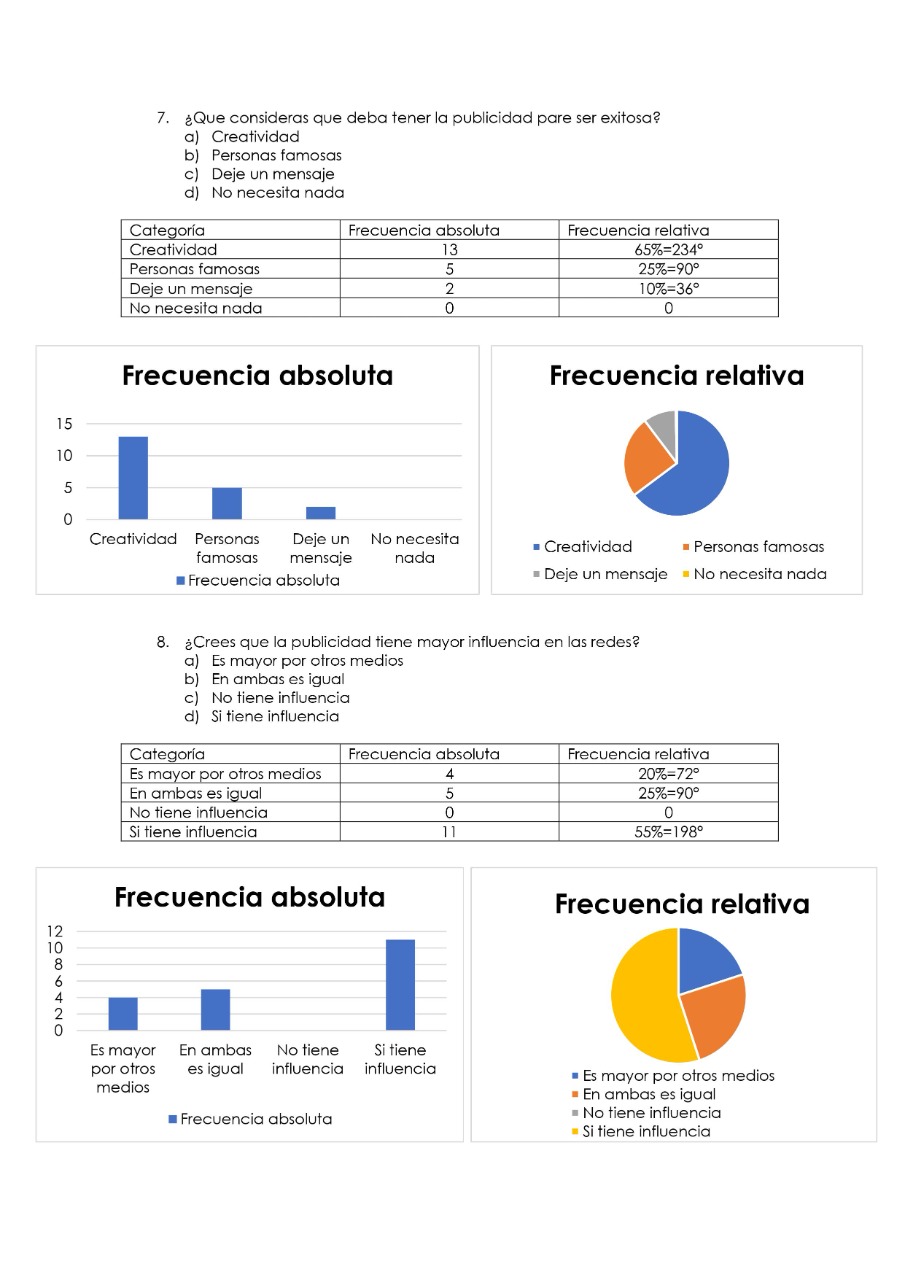 7. ¿Que consideras que deba tener la publicidad pare ser exitosa?
a) Creatividad
b) Personas famosas
c) Deje un mensaje
d) No necesita nada
Categoría Frecuencia absoluta Frecuencia relativa
Creatividad 13 65%=234°
Personas famosas 5 25%=90°
Deje un mensaje 2 10%=36°
No necesita nada 0 0
Frecuencia absoluta
15
10
5
0
Creatividad Personas famosas Deje un mensaje No necesita nada
Frecuencia absoluta
Frecuencia relativa
Creatividad Personas famosas
Deje un mensaje No necesita nada
8. ¿Crees que la publicidad tiene mayor influencia en las redes?
a) Es mayor por otros medios
b) En ambas es igual
c) No tiene influencia
d) Si tiene influencia
Categoría Frecuencia absoluta Frecuencia relativa
Es mayor por otros medios 4 20%=72°
En ambas es igual 5 25%=90°
No tiene influencia 0 0
Si tiene influencia 11 55%=198°
Frecuencia absoluta
12
10
8
6
4
2
0
Es mayor por otros medios En ambas es igual No tiene influencia Si tiene influencia
Frecuencia absoluta
Frecuencia relativa
Es mayor por otros medios
En ambas es igual
No tiene influencia
Si tiene influencia